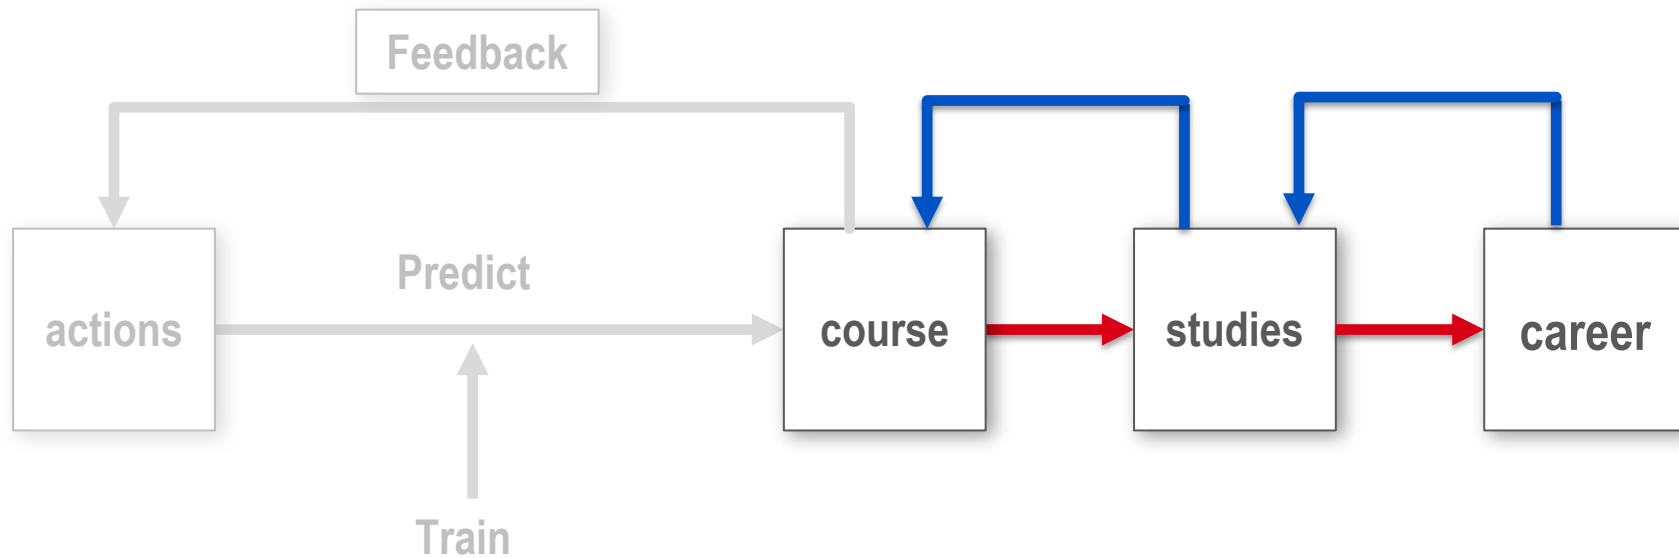 Feedback
Predict
actions
course
studies
career
Train